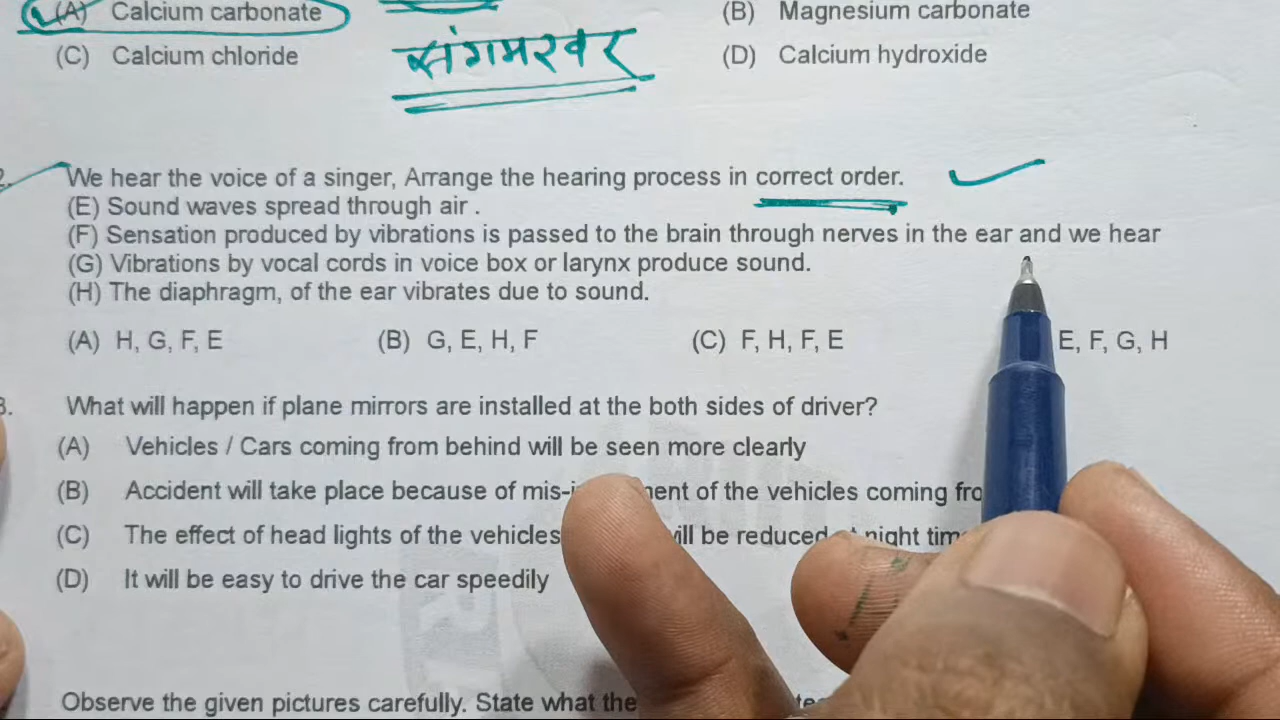 (A) Calcium carbonate (B) Magnesium carbonate
(C) Calcium chloride संगमरवर (D) Calcium hydroxide
2. We hear the voice of a singer, Arrange the hearing process in correct order.
(E) Sound waves spread through air .
(F) Sensation produced by vibrations is passed to the brain through nerves in the ear and we hear
(G) Vibrations by vocal cords in voice box or larynx produce sound.
(H) The diaphragm, of the ear vibrates due to sound.
(A) H, G, F, E (B) G, E, H, F (C) F, H, F, E E, F, G, H
3. What will happen if plane mirrors are installed at the both sides of driver?
(A) Vehicles / Cars coming from behind will be seen more clearly
(B) Accident will take place because of of the vehicles coming
(C) The effect of head lights of the vehicles will be reduced night
(D) It will be easy to drive the car speedily
Observe the given pictures carefully. State what the